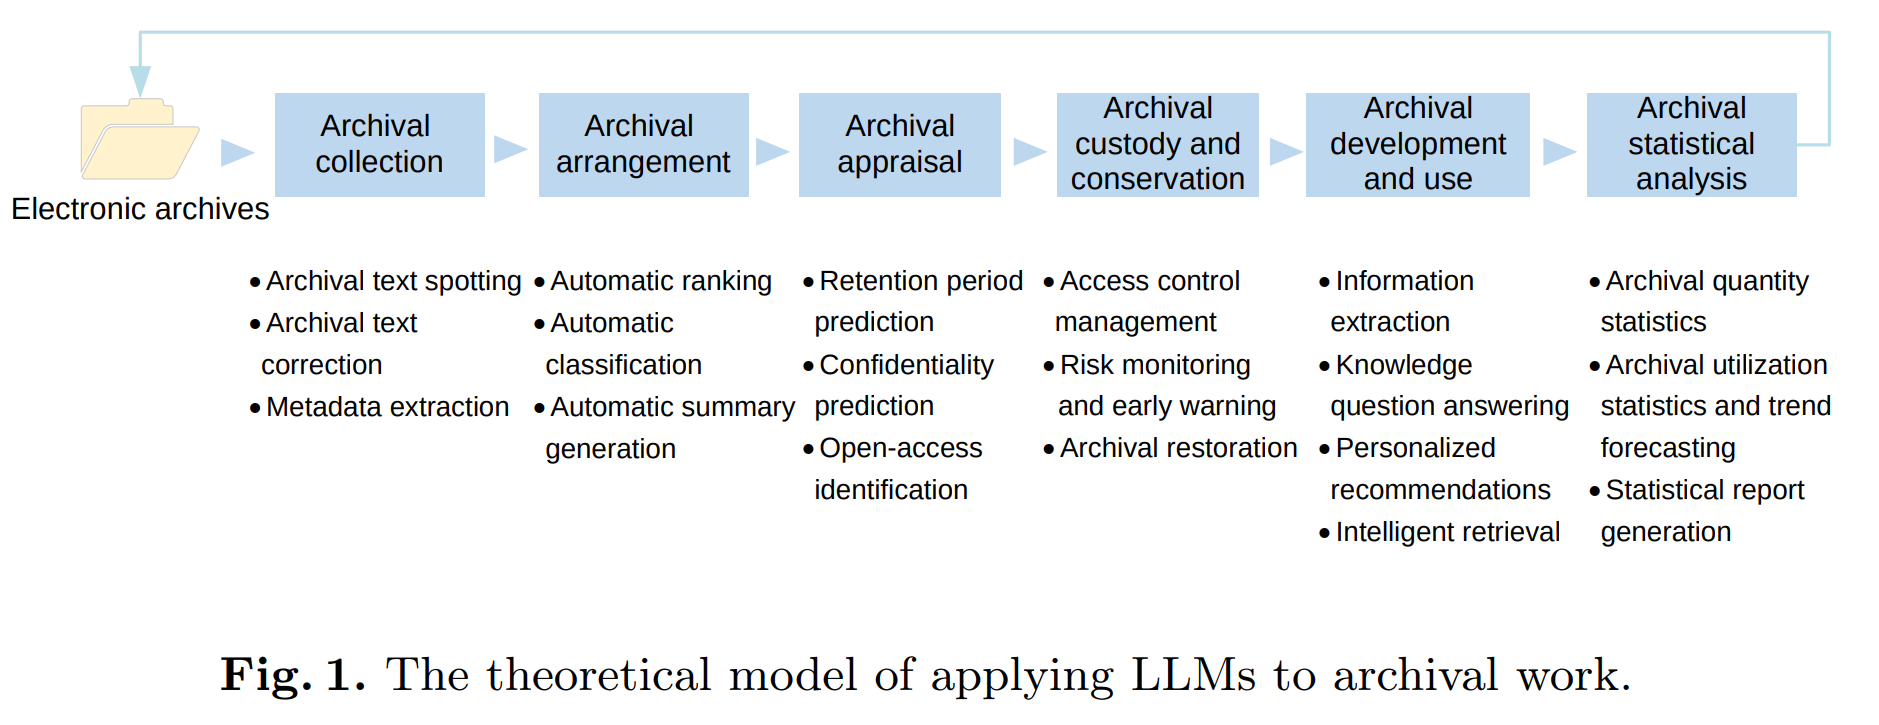 Electronic archives
Archival
collection
Archival
arrangement
Archival
appraisal
Archival
custody and
conservation
Archival
development
and use
Archival
statistical
analysis
• Archival text spotting
• Archival text
correction
• Metadata extraction
• Automatic ranking
• Automatic
classification
• Automatic summary
generation
• Retention period
prediction
• Confidentiality
prediction
• Open-access
identification
• Access control
management
• Risk monitoring
and early warning
• Archival restoration
• Information
extraction
• Knowledge
question answering
• Personalized
recommendations
• Intelligent retrieval
• Archival quantity
statistics
• Archival utilization
statistics and trend
forecasting
• Statistical report
generation
Fig. 1. The theoretical model of applying LLMs to archival work.